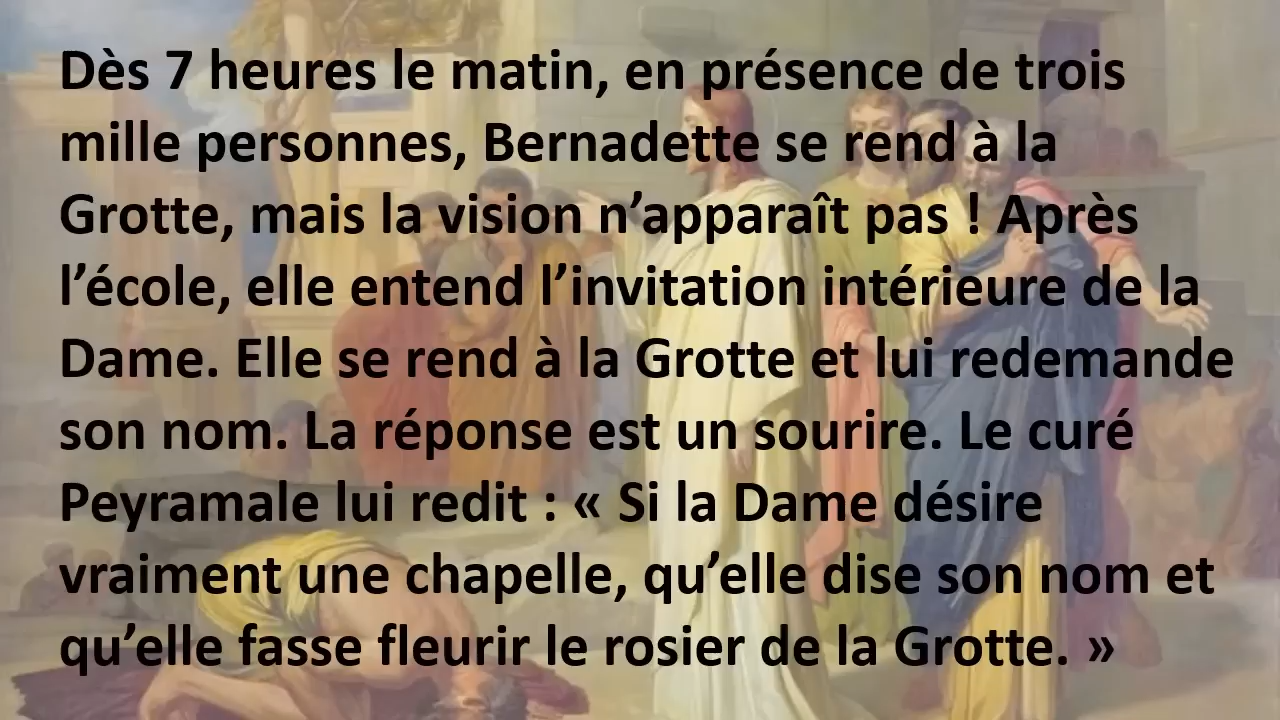 Dès 7 heures le matin, en présence de trois
mille personnes, Bernadette se rend à la
Grotte, mais la vision n’apparaît pas ! Après
l’école, elle entend l’invitation intérieure de la
Dame. Elle se rend à la Grotte et lui redemande
son nom. La réponse est un sourire. Le curé
Peyramale lui redit : « Si la Dame désire
vraiment une chapelle, qu’elle dise son nom et
qu’elle fasse fleurir le rosier de la Grotte. »